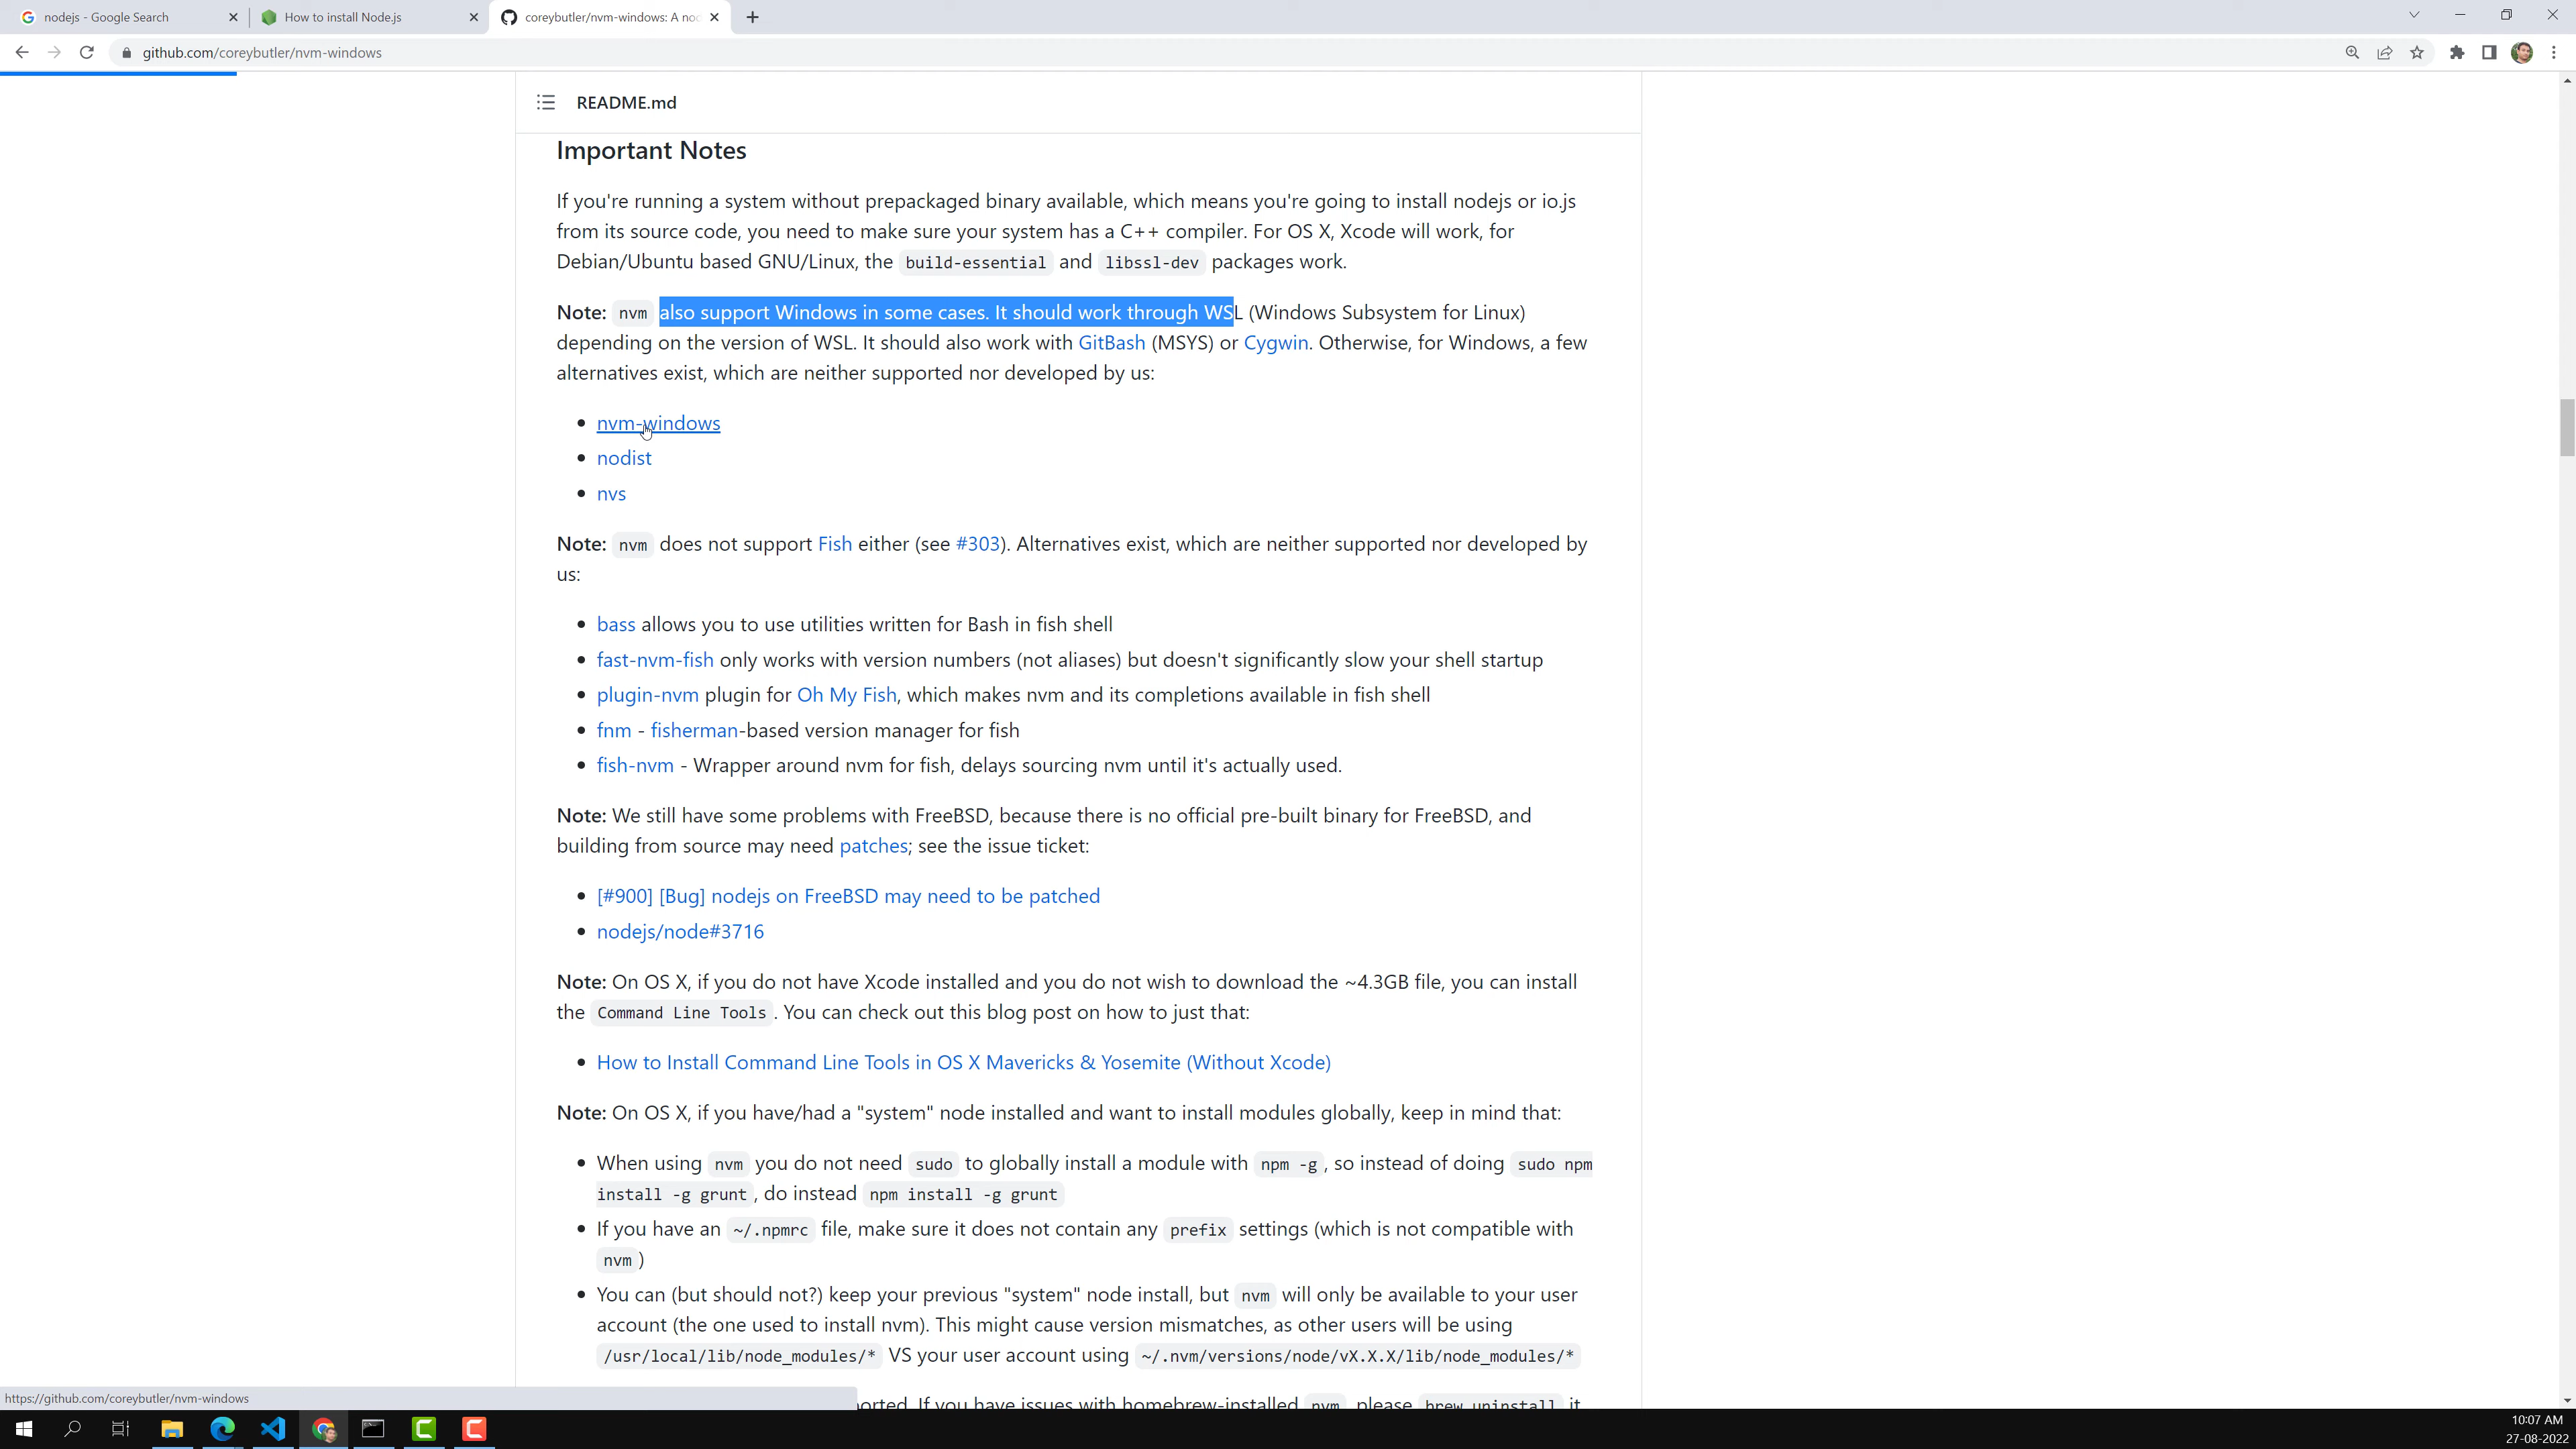 nodejs - Google Search
How to install Node.js
coreybutler/nvm-windows: A noc
github.com/coreybutler/nvm-windows
README.md
Important Notes
If you're running a system without prepackaged binary available, which means you're going to install nodejs or io.js
from its source code, you need to make sure your system has a C++ compiler. For OS X, Xcode will work, for
Debian/Ubuntu based GNU/Linux, the build-essential and libssl-dev packages work.
Note: nvm also support Windows in some cases. It should work through WSL (Windows Subsystem for Linux)
depending on the version of WSL. It should also work with GitBash (MSYS) or Cygwin. Otherwise, for Windows, a few
alternatives exist, which are neither supported nor developed by us:
nvm-windows
nodist
nvs
Note: nvm does not support Fish either (see #303). Alternatives exist, which are neither supported nor developed by
us:
bass allows you to use utilities written for Bash in fish shell
fast-nvm-fish only works with version numbers (not aliases) but doesn't significantly slow your shell startup
plugin-nvm plugin for Oh My Fish, which makes nvm and its completions available in fish shell
fnm - fisherman-based version manager for fish
fish-nvm - Wrapper around nvm for fish, delays sourcing nvm until it's actually used.
Note: We still have some problems with FreeBSD, because there is no official pre-built binary for FreeBSD, and
building from source may need patches; see the issue ticket:
[#900] [Bug] nodejs on FreeBSD may need to be patched
nodejs/node#3716
Note: On OS X, if you do not have Xcode installed and you do not wish to download the ~4.3GB file, you can install
the Command Line Tools. You can check out this blog post on how to just that:
How to Install Command Line Tools in OS X Mavericks & Yosemite (Without Xcode)
Note: On OS X, if you have/had a "system" node installed and want to install modules globally, keep in mind that:
When using nvm you do not need sudo to globally install a module with npm -g, so instead of doing sudo npm
install -g grunt, do instead npm install -g grunt
If you have an ~/.npmrc file, make sure it does not contain any prefix settings (which is not compatible with
nvm)
You can (but should not?) keep your previous "system" node install, but nvm will only be available to your user
account (the one used to install nvm). This might cause version mismatches, as other users will be using
/usr/local/lib/node_modules/* VS your user account using ~/.nvm/versions/node/vX.X.X/lib/node_modules/*
https://github.com/coreybutler/nvm-windows
orted. If you have issues with homebrew-installed nvm please brew uninstall it
10:07 AM
27-08-2022